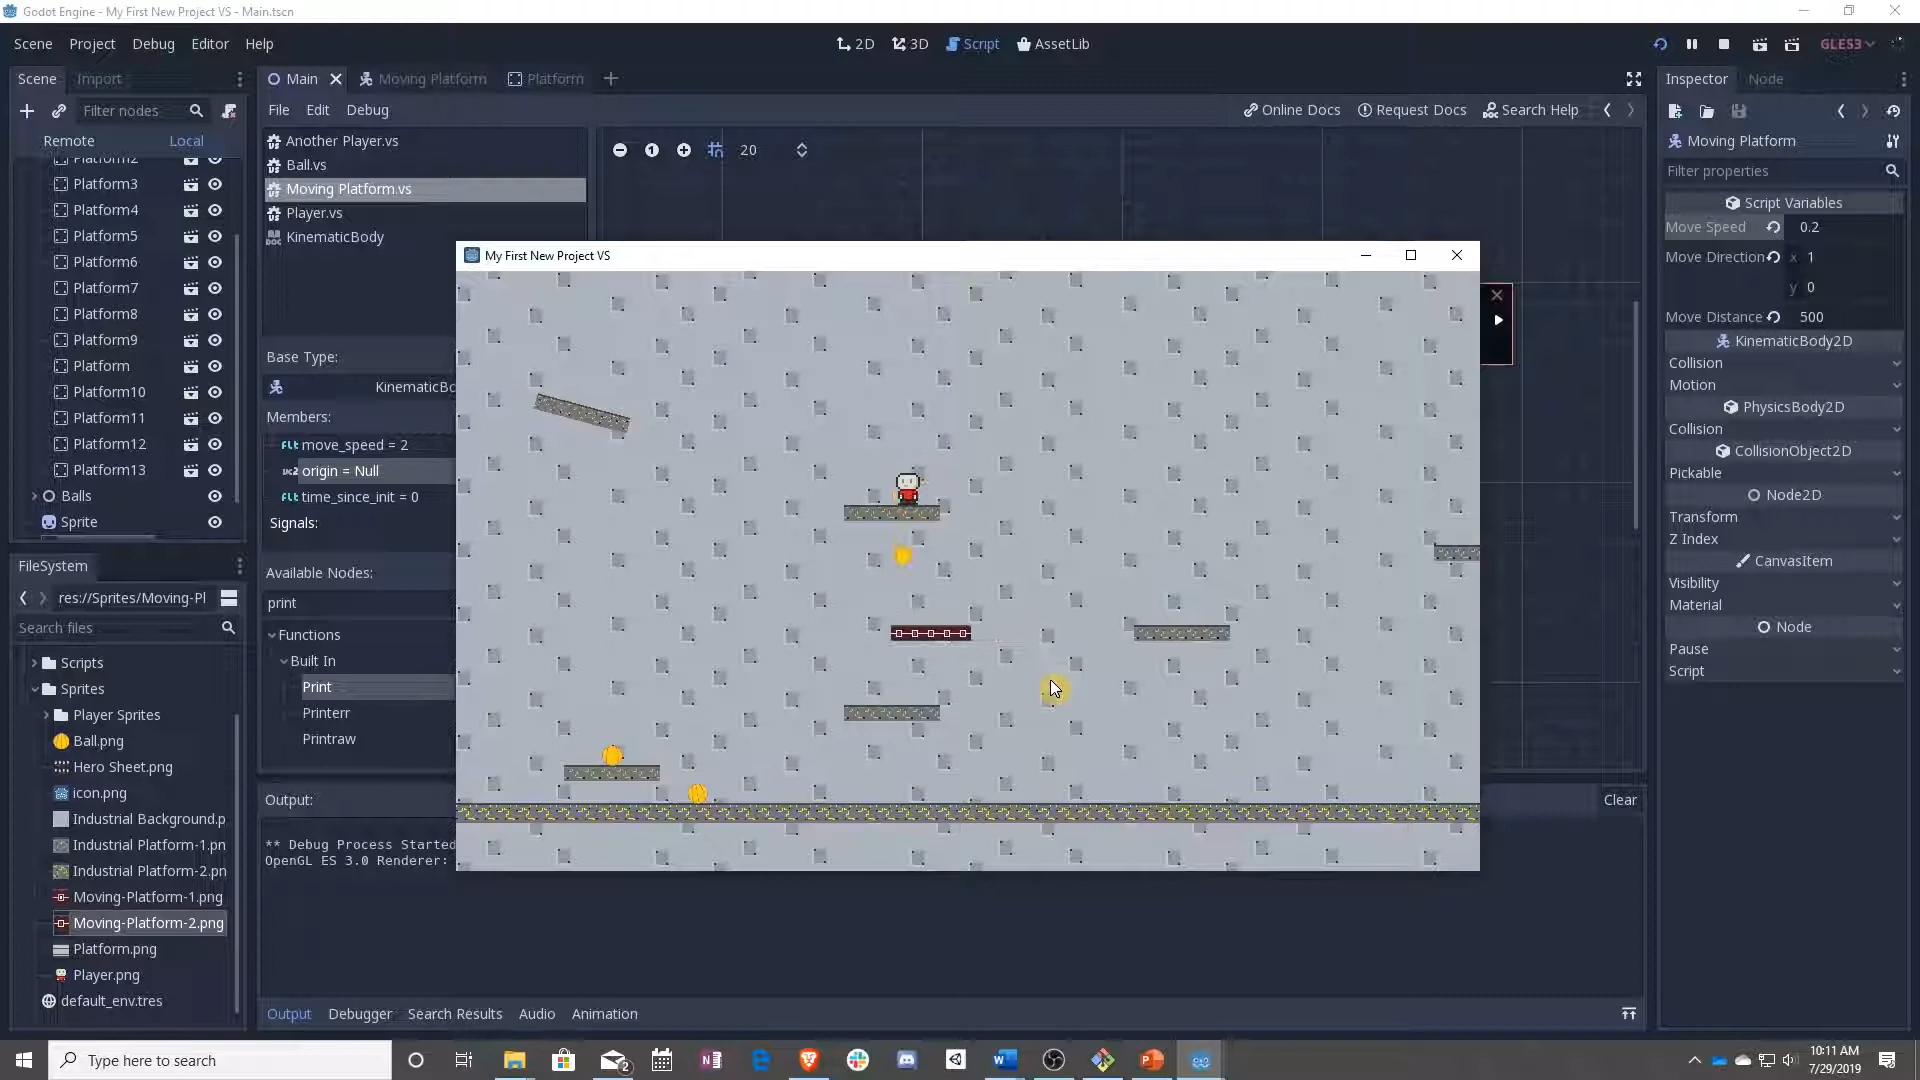 Godot Engine - My First New Project VS - Main.tscn
Scene Project Debug Editor Help
2D 3D Script AssetLib
GLES3
Scene Import
Main Moving Platform Platform
Inspector Node
Filter nodes
File Edit Debug
Online Docs Request Docs Search Help
Remote Local
Platform2
Platform3
Platform4
Platform5
Platform6
Platform7
Platform8
Platform9
Platform
Platform10
Platform11
Platform12
Platform13
Balls
Sprite
Another Player.vs
Ball.vs
Moving Platform.vs
Player.vs
KinematicBody
20
Base Type:
KinematicBo
Members:
flt move_speed = 2
vc2 origin = Null
flt time_since_init = 0
Signals:
Available Nodes:
print
Functions
Built In
Print
Printerr
Printraw
My First New Project VS
Moving Platform
Filter properties
Script Variables
Move Speed 0.2
Move Direction x 1
y 0
Move Distance 500
KinematicBody2D
Collision
Motion
PhysicsBody2D
Collision
CollisionObject2D
Pickable
Node2D
Transform
Z Index
CanvasItem
Visibility
Material
Node
Pause
Script
FileSystem
res://Sprites/Moving-Pl
Search files
Scripts
Sprites
Player Sprites
Ball.png
Hero Sheet.png
icon.png
Industrial Background.p
Industrial Platform-1.pn
Industrial Platform-2.pn
Moving-Platform-1.png
Moving-Platform-2.png
Platform.png
Player.png
default_env.tres
Output:
Clear
** Debug Process Started
OpenGL ES 3.0 Renderer:
Output Debugger Search Results Audio Animation
Type here to search
2
10:11 AM
7/29/2019